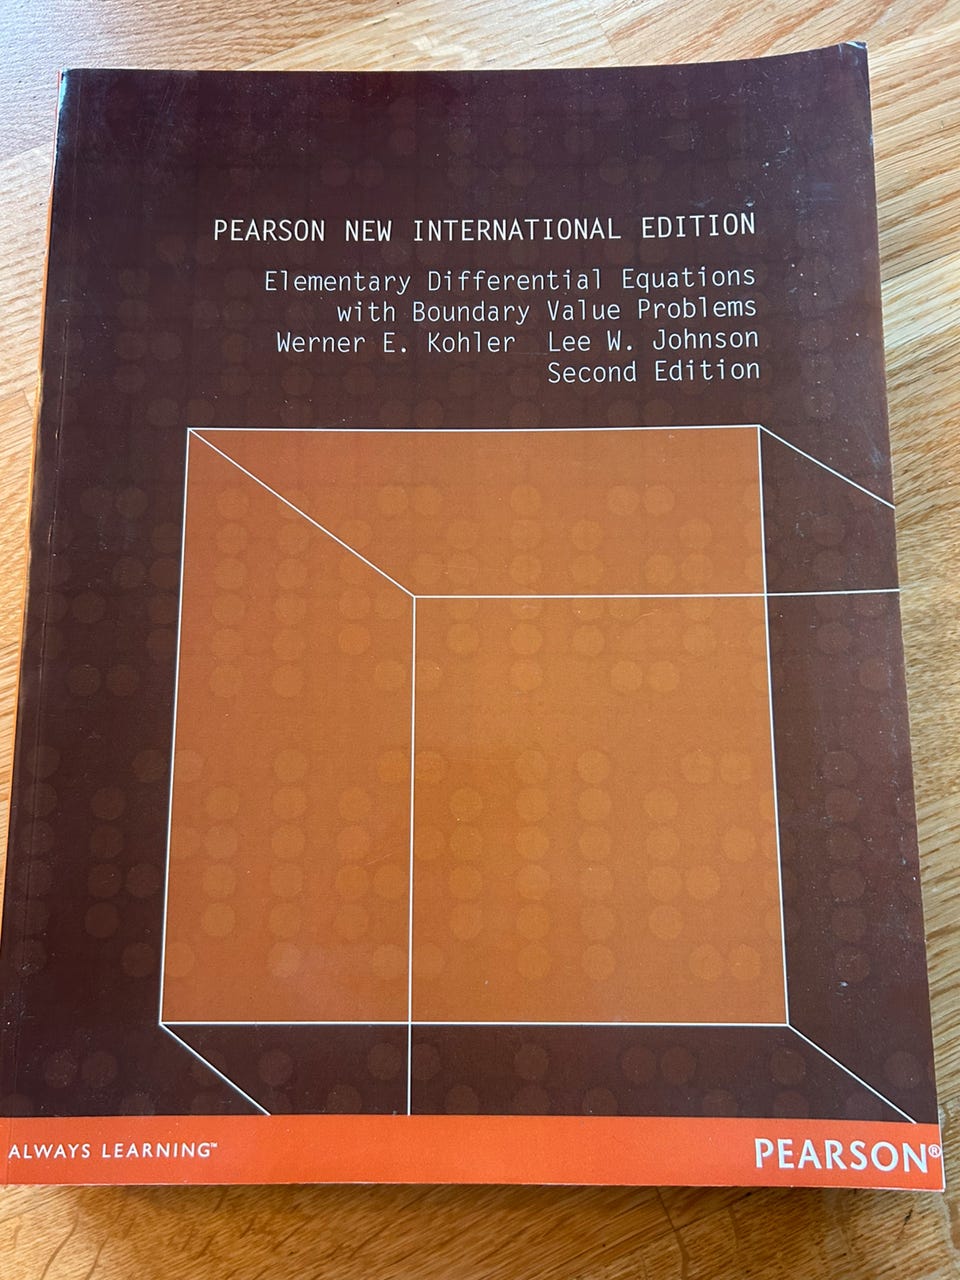 PEARSON NEW INTERNATIONAL EDITION
Elementary Differential Equations
with Boundary Value Problems
Werner E. Kohler Lee W. Johnson
Second Edition
ALWAYS LEARNING™
PEARSON®